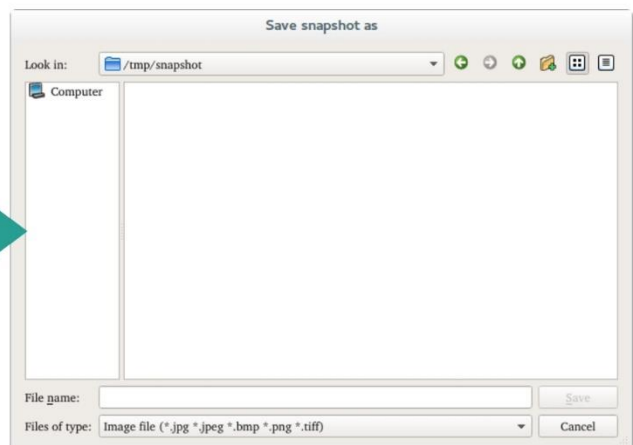 Save snapshot as
Look in: /tmp/snapshot
Computer
File name: Save
Files of type: Image file (*.jpg *.jpeg *.bmp *.png *.tiff) Cancel